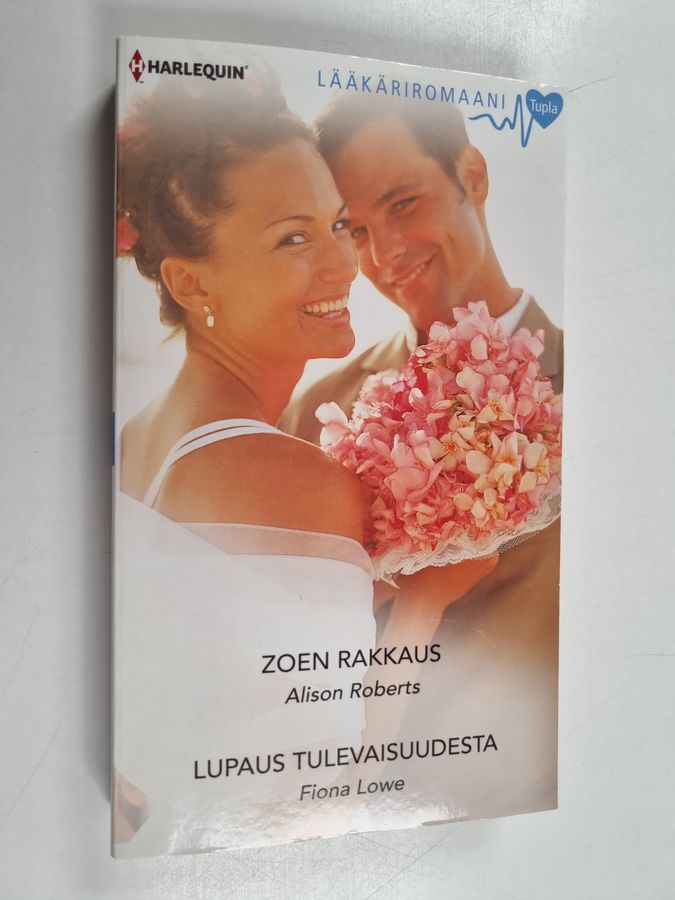 HARLEQUIN®
LÄÄKÄRIROMAANI
Tupla
ZOEN RAKKAUS
Alison Roberts
LUPAUS TULEVAISUUDESTA
Fiona Lowe